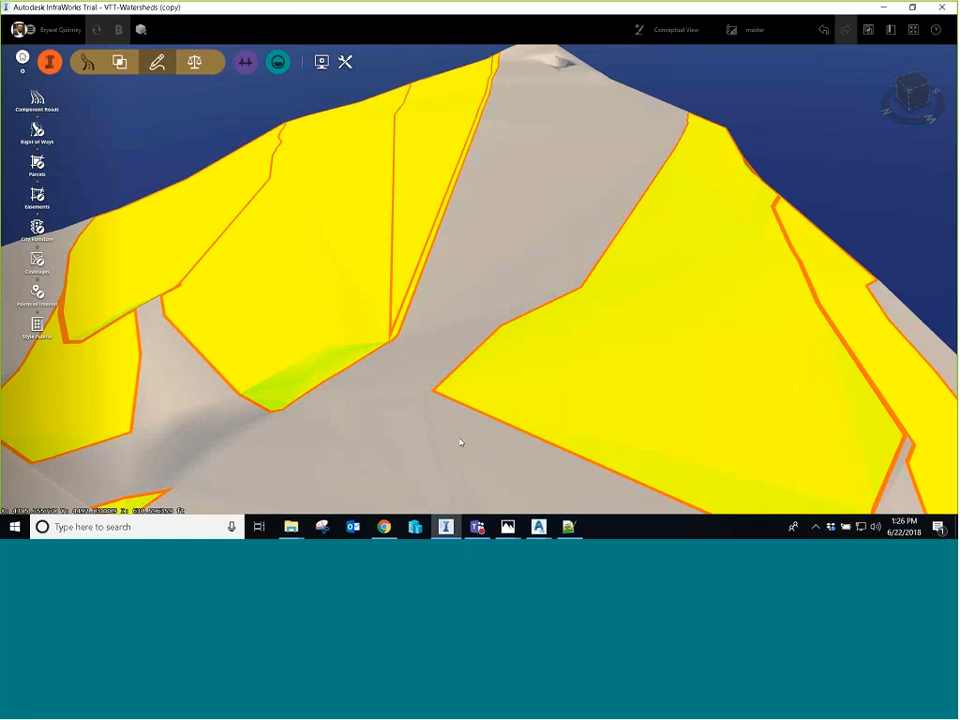 Autodesk InfraWorks Trial - VTT-Watersheds (copy)
Bryant Quinney
Conceptual View
master
Component Roads
Right of Ways
Parcels
Easements
City Furniture
Coverages
Points of Interest
Style Palette
Type here to search
1:26 PM
6/22/2018